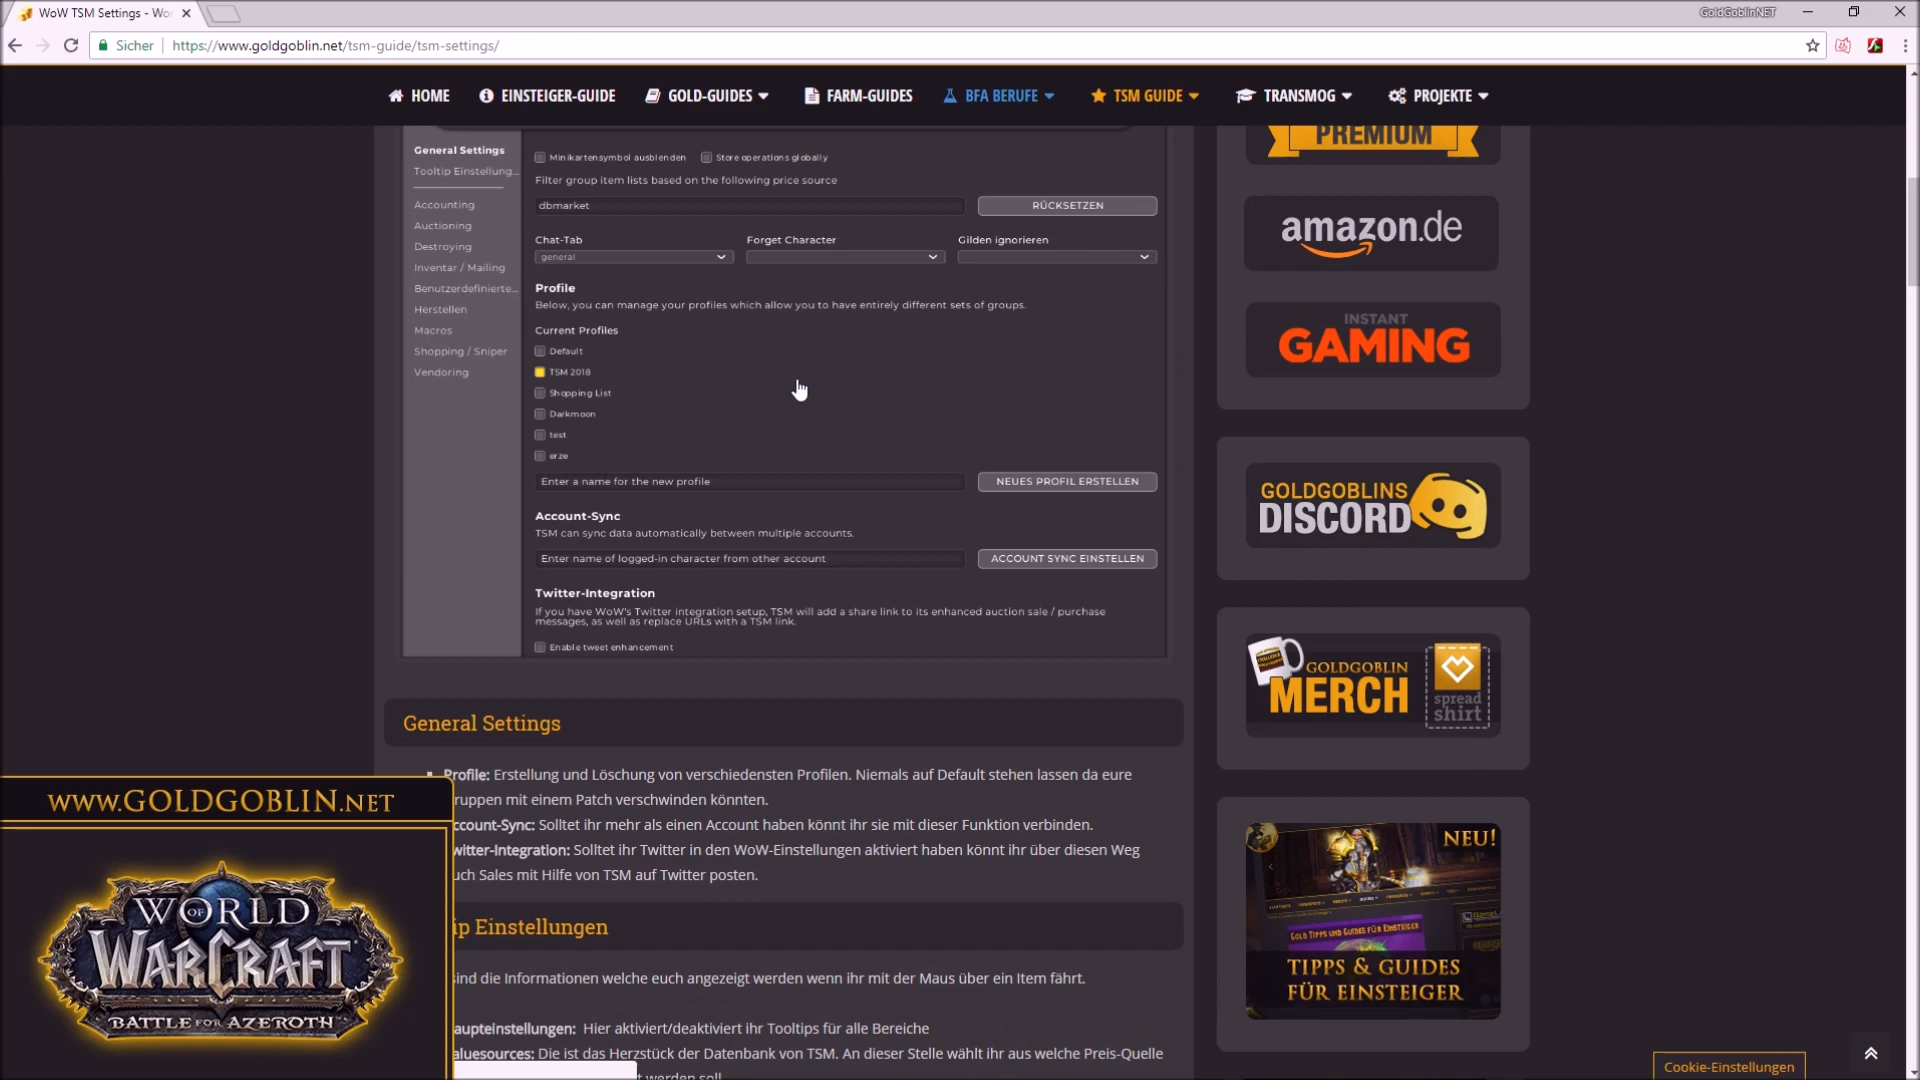 WoW TSM Settings - Wo
GoldGoblinNET
Sicher
https://www.goldgoblin.net/tsm-guide/tsm-settings/
HOME
EINSTEIGER-GUIDE
GOLD-GUIDES
FARM-GUIDES
BFA BERUFE
TSM GUIDE
TRANSMOG
PROJEKTE
General Settings
Tooltip Einstellung...
Accounting
Auctioning
Destroying
Inventar / Mailing
Benutzerdefinierte...
Herstellen
Macros
Shopping / Sniper
Vendoring
Minikartensymbol ausblenden
Store operations globally
Filter group item lists based on the following price source
dbmarket
RÜCKSETZEN
Chat-Tab
Forget Character
Gilden ignorieren
general
Profile
Below, you can manage your profiles which allow you to have entirely different sets of groups.
Current Profiles
Default
TSM 2018
Shopping List
Darkmoon
test
erze
Enter a name for the new profile
NEUES PROFIL ERSTELLEN
Account-Sync
TSM can sync data automatically between multiple accounts.
Enter name of logged-in character from other account
ACCOUNT SYNC EINSTELLEN
Twitter-Integration
If you have WoW's Twitter integration setup, TSM will add a share link to its enhanced auction sale / purchase
messages, as well as replace URLs with a TSM link.
Enable tweet enhancement
General Settings
Profile: Erstellung und Löschung von verschiedensten Profilen. Niemals auf Default stehen lassen da eure
ruppen mit einem Patch verschwinden könnten.
ccount-Sync: Solltet ihr mehr als einen Account haben könnt ihr sie mit dieser Funktion verbinden.
witter-Integration: Solltet ihr Twitter in den WoW-Einstellungen aktiviert haben könnt ihr über diesen Weg
uch Sales mit Hilfe von TSM auf Twitter posten.
ip Einstellungen
sind die Informationen welche euch angezeigt werden wenn ihr mit der Maus über ein Item fährt.
aupteinstellungen: Hier aktiviert/deaktiviert ihr Tooltips für alle Bereiche
aluesources: Die ist das Herzstück der Datenbank von TSM. An dieser Stelle wählt ihr aus welche Preis-Quelle
t werden soll
PREMIUM
amazon.de
INSTANT
GAMING
GOLDGOBLINS
DISCORD
GOLDGOBLIN
MERCH
spread
shirt
NEU!
GOLD TIPPS UND GUIDES FÜR EINSTEIGER
TIPPS & GUIDES
FÜR EINSTEIGER
Cookie-Einstellungen
WWW.GOLDGOBLIN.NET
WORLD
OF
WARCRAFT
BATTLE FOR AZEROTH